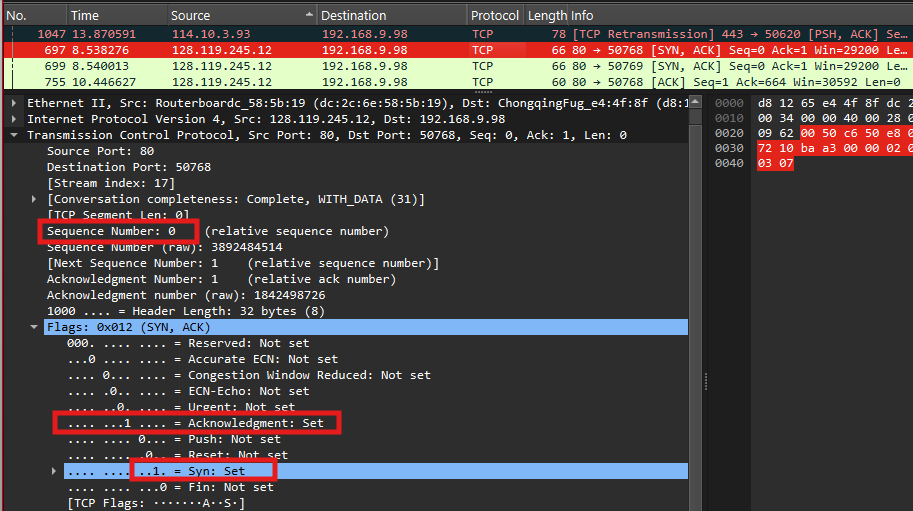 No. Time Source Destination Protocol Length Info
1047 13.870591 114.10.3.93 192.168.9.98 TCP 78 [TCP Retransmission] 443 → 50620 [PSH, ACK] Se…
697 8.538276 128.119.245.12 192.168.9.98 TCP 66 80 → 50768 [SYN, ACK] Seq=0 Ack=1 Win=29200 Le…
699 8.540013 128.119.245.12 192.168.9.98 TCP 66 80 → 50769 [SYN, ACK] Seq=0 Ack=1 Win=29200 Le…
755 10.446627 128.119.245.12 192.168.9.98 TCP 60 80 → 50768 [ACK] Seq=1 Ack=664 Win=30592 Len=0
Ethernet II, Src: Routerboardc_58:5b:19 (dc:2c:6e:58:5b:19), Dst: ChongqingFug_e4:4f:8f (d8:1
Internet Protocol Version 4, Src: 128.119.245.12, Dst: 192.168.9.98
Transmission Control Protocol, Src Port: 80, Dst Port: 50768, Seq: 0, Ack: 1, Len: 0
Source Port: 80
Destination Port: 50768
[Stream index: 17]
[Conversation completeness: Complete, WITH_DATA (31)]
[TCP Segment Len: 0]
Sequence Number: 0 (relative sequence number)
Sequence Number (raw): 3892484514
[Next Sequence Number: 1 (relative sequence number)]
Acknowledgment Number: 1 (relative ack number)
Acknowledgment number (raw): 1842498726
1000 .... = Header Length: 32 bytes (8)
Flags: 0x012 (SYN, ACK)
000. .... .... = Reserved: Not set
...0 .... .... = Accurate ECN: Not set
.... 0... .... = Congestion Window Reduced: Not set
.... .0.. .... = ECN-Echo: Not set
.... ..0. .... = Urgent: Not set
.... ...1 .... = Acknowledgment: Set
.... .... 0... = Push: Not set
.... .... .0.. = Reset: Not set
.... .... ..1. = Syn: Set
.... .... ...0 = Fin: Not set
[TCP Flags: ·······A··S·]
0000 d8 12 65 e4 4f 8f dc 2
0010 00 34 00 00 40 00 28 0
0020 09 62 00 50 c6 50 e8 0
0030 72 10 ba a3 00 00 02 0
0040 03 07